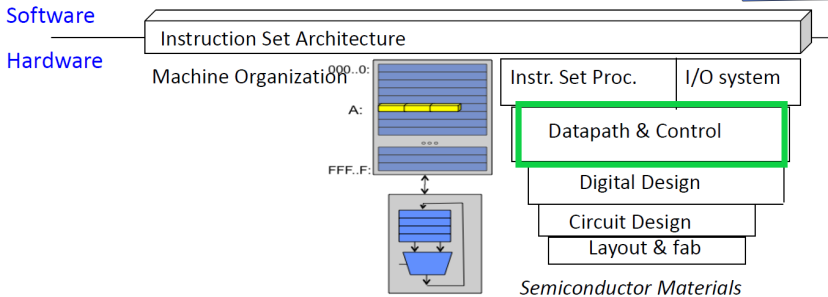 Software
Instruction Set Architecture
Hardware
Machine Organization
000..0:
A:
FFF..F:
Instr. Set Proc.
I/O system
Datapath & Control
Digital Design
Circuit Design
Layout & fab
Semiconductor Materials